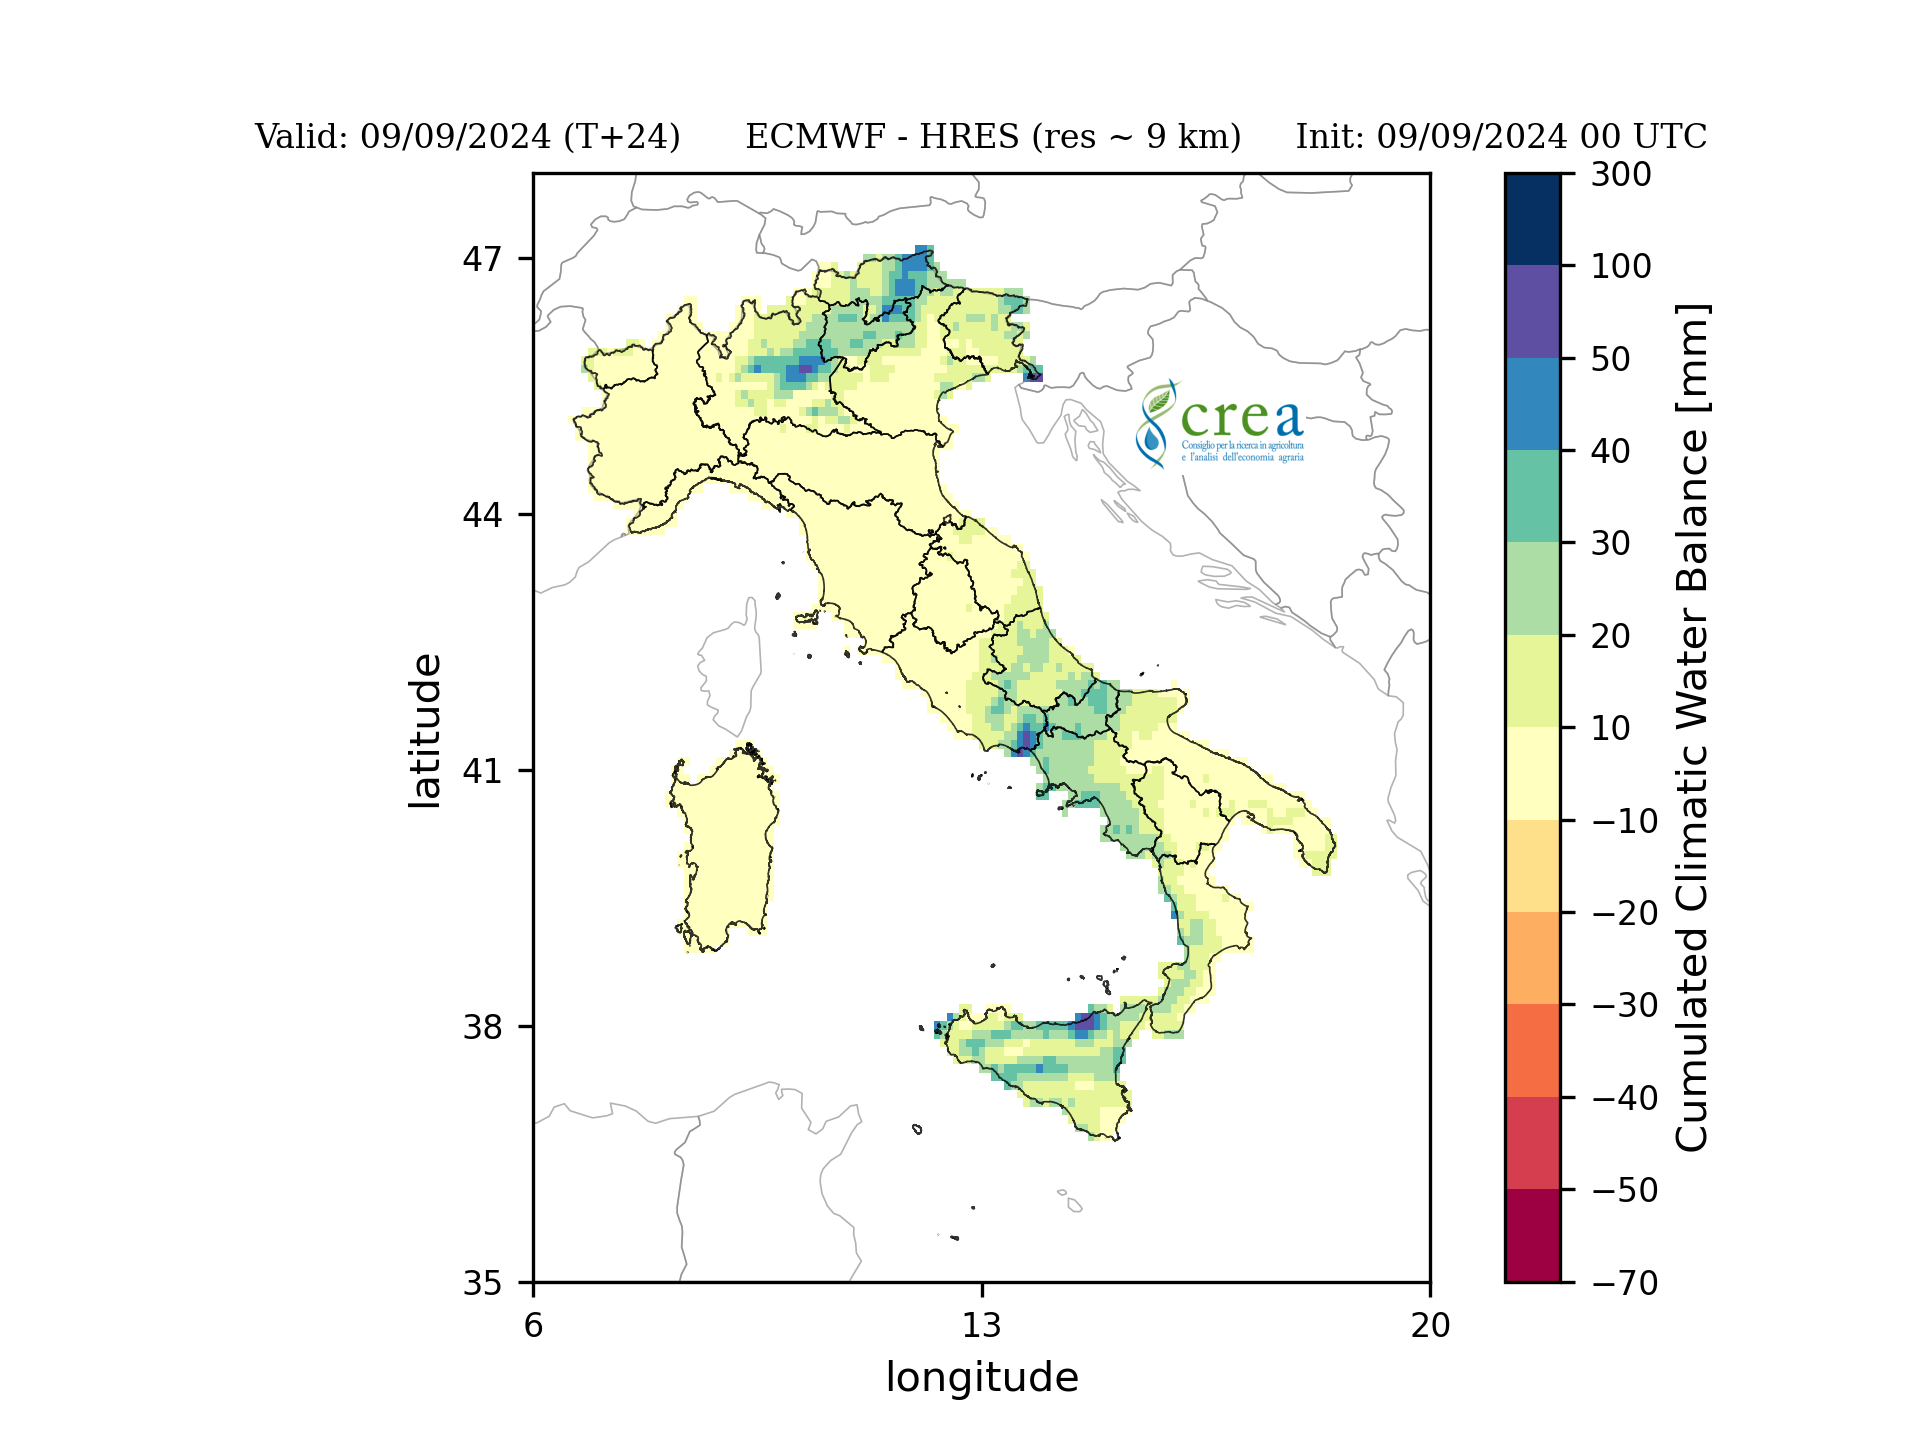 Valid: 09/09/2024 (T+24) ECMWF - HRES (res ~ 9 km) Init: 09/09/2024 00 UTC
47
44
41
38
35
latitude
6 13 20
longitude
crea
Consiglio per la ricerca in agricoltura
e l'analisi dell'economia agraria
300
100
50
40
30
20
10
−10
−20
−30
−40
−50
−70
Cumulated Climatic Water Balance [mm]